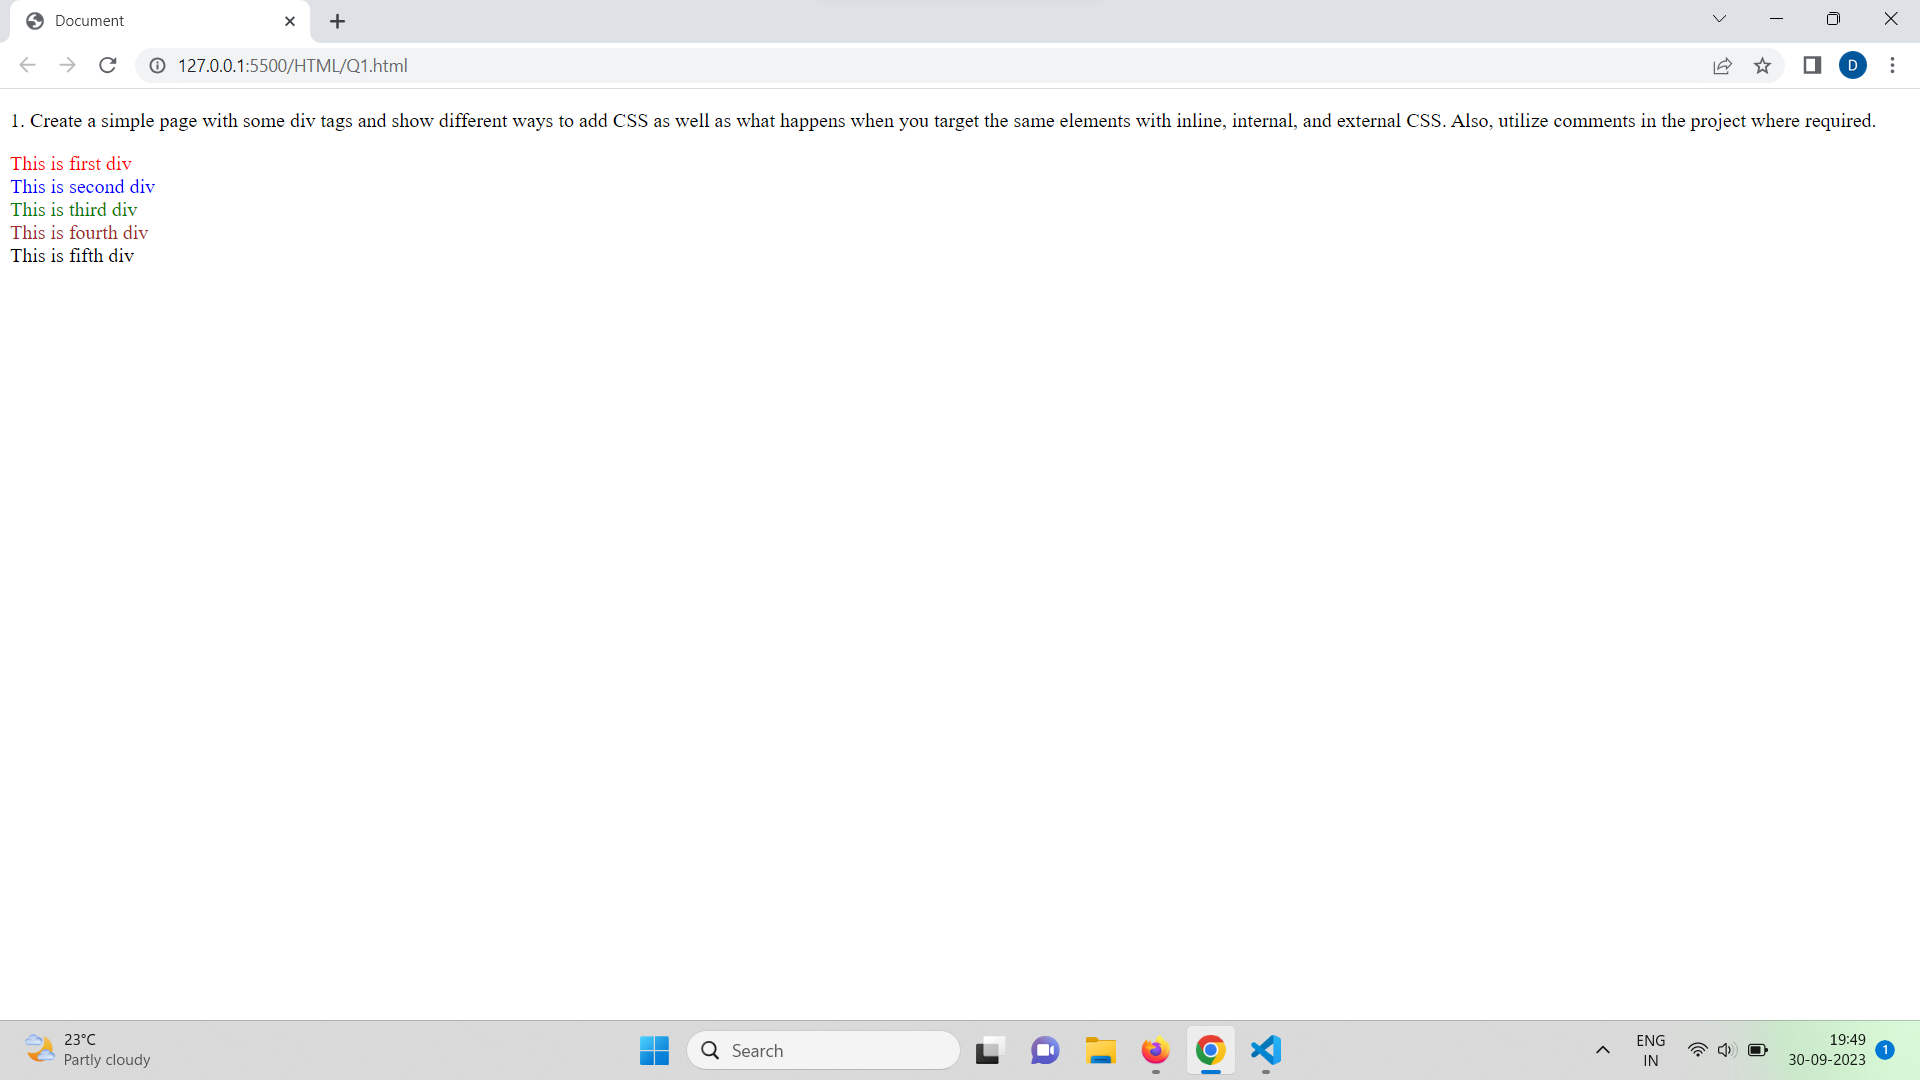 Document
127.0.0.1:5500/HTML/Q1.html
D
1. Create a simple page with some div tags and show different ways to add CSS as well as what happens when you target the same elements with inline, internal, and external CSS. Also, utilize comments in the project where required.
This is first div
This is second div
This is third div
This is fourth div
This is fifth div
23°C
Partly cloudy
Search
ENG
IN
19:49
30-09-2023
1